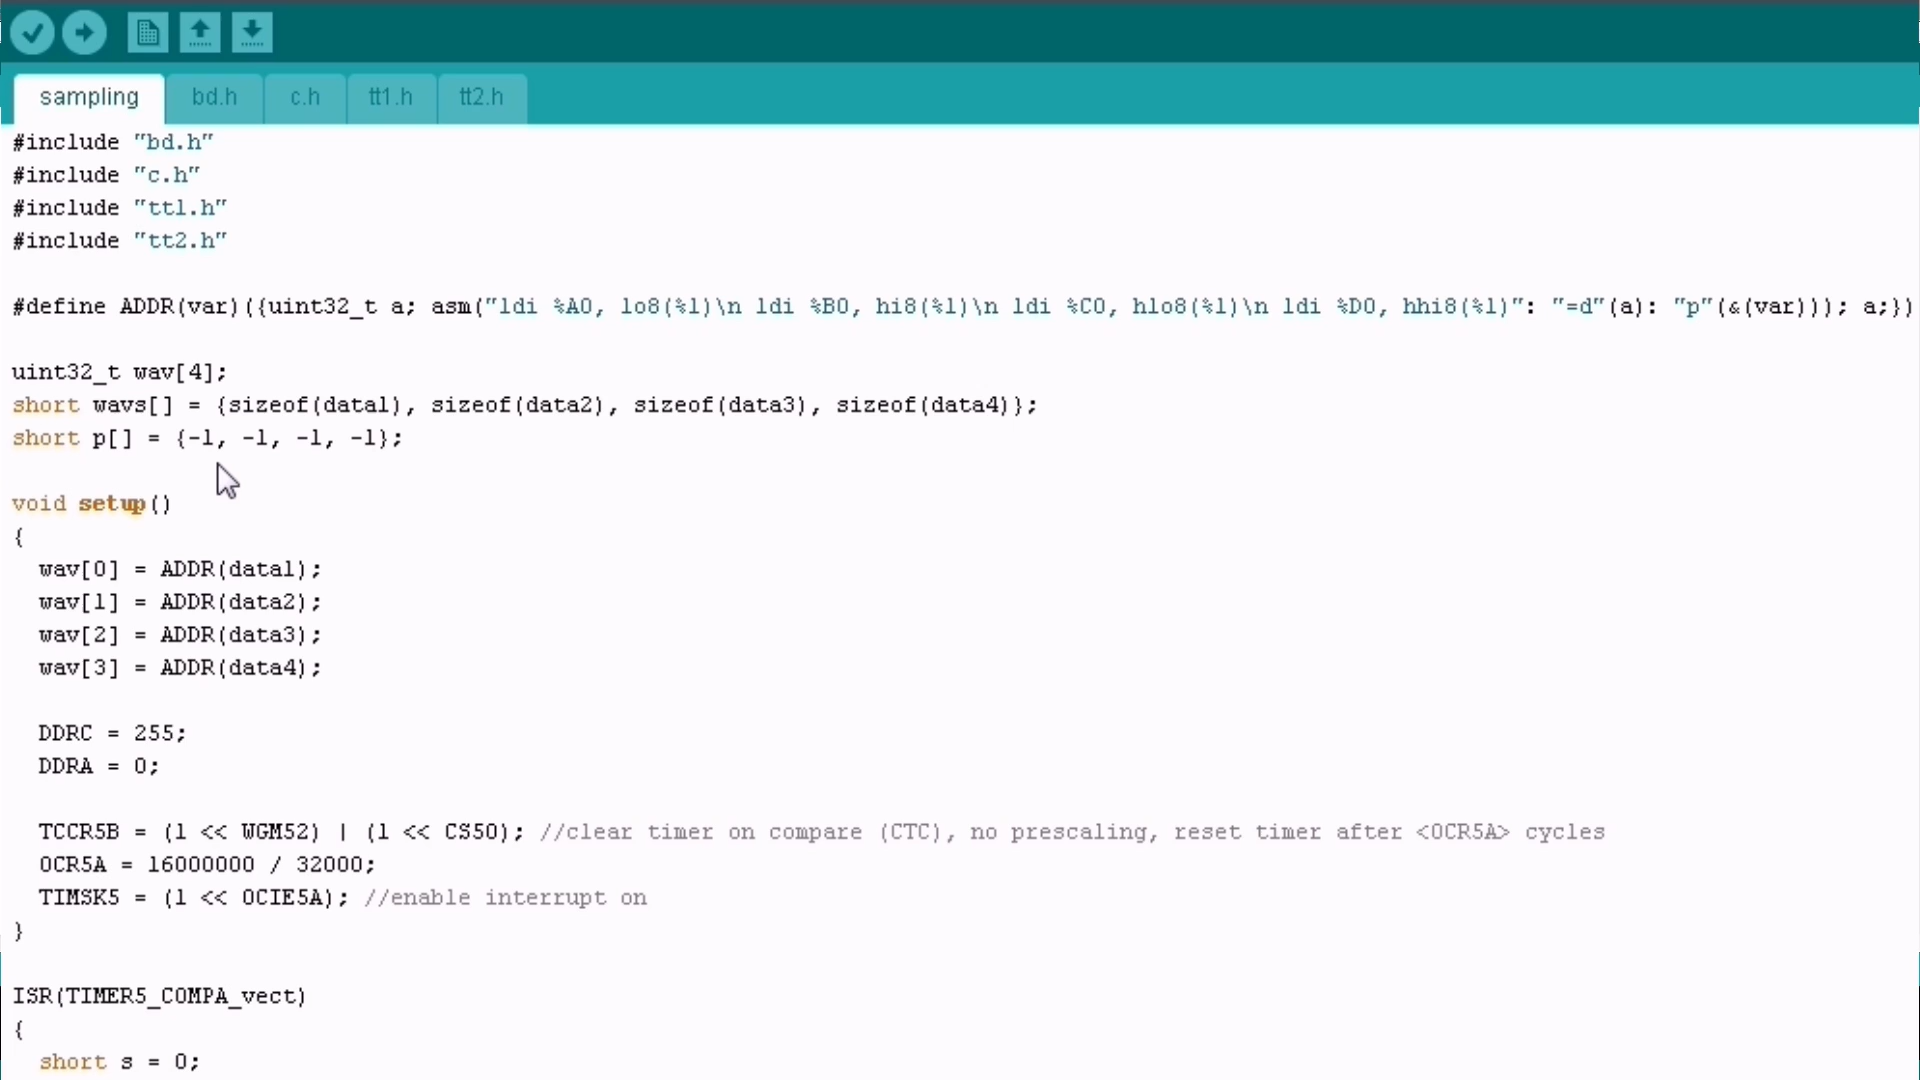 sampling bd.h c.h tt1.h tt2.h
#include "bd.h"
#include "c.h"
#include "tt1.h"
#include "tt2.h"
#define ADDR(var)({uint32_t a; asm("ldi %A0, lo8(%1)\n ldi %B0, hi8(%1)\n ldi %C0, hlo8(%1)\n ldi %D0, hhi8(%1)": "=d"(a): "p"(&(var))); a;})
uint32_t wav[4];
short wavs[] = {sizeof(data1), sizeof(data2), sizeof(data3), sizeof(data4)};
short p[] = {-1, -1, -1, -1};
void setup()
{
wav[0] = ADDR(data1);
wav[1] = ADDR(data2);
wav[2] = ADDR(data3);
wav[3] = ADDR(data4);
DDRC = 255;
DDRA = 0;
TCCR5B = (1 << WGM52) | (1 << CS50); //clear timer on compare (CTC), no prescaling, reset timer after <OCR5A> cycles
OCR5A = 16000000 / 32000;
TIMSK5 = (1 << OCIE5A); //enable interrupt on
}
ISR(TIMER5_COMPA_vect)
{
short s = 0;